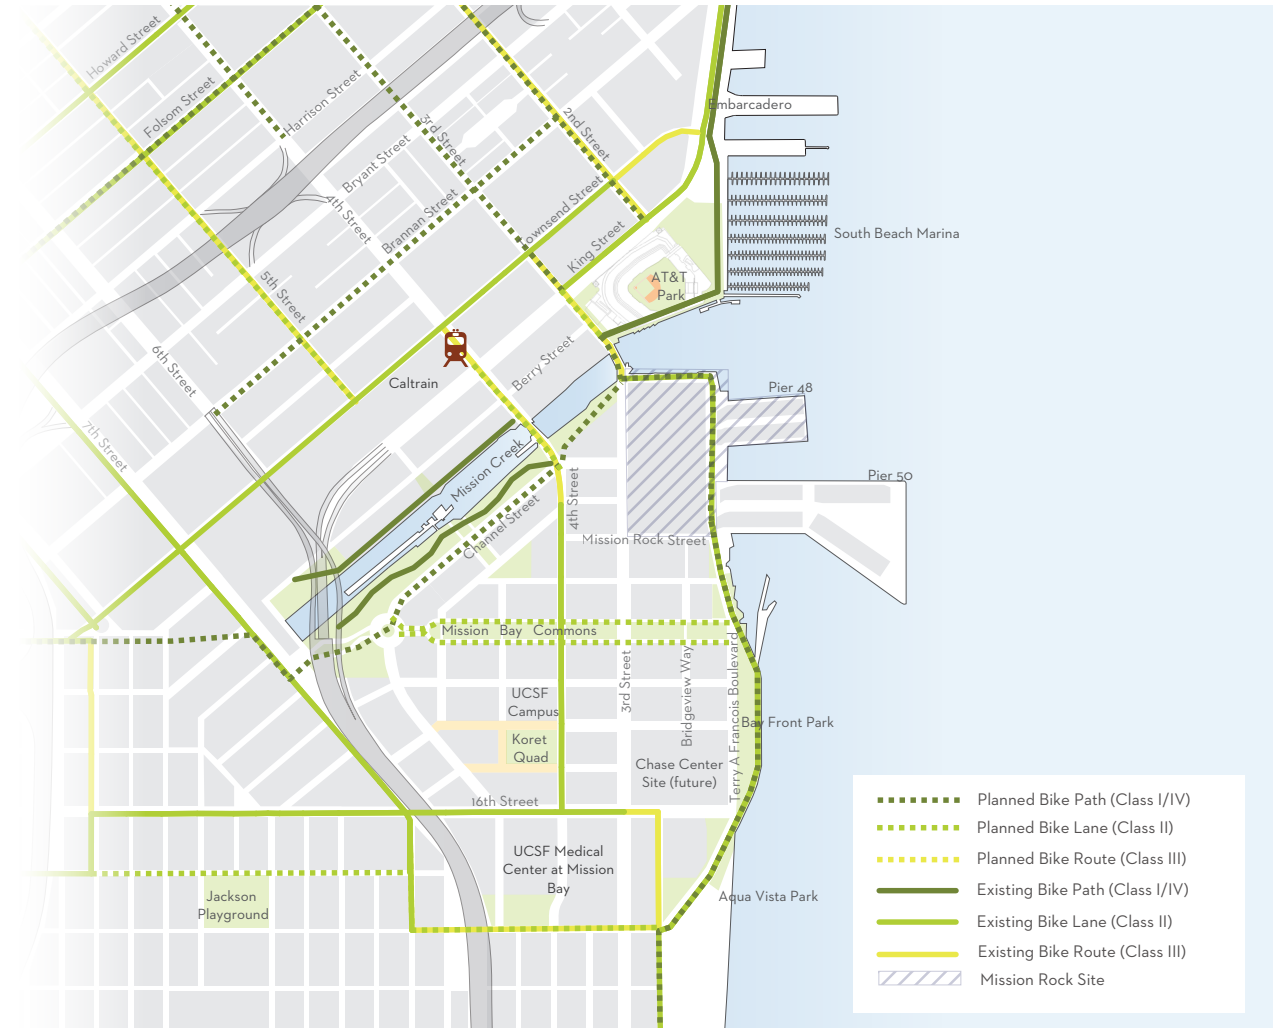 Howard Street
Folsom Street
Harrison Street
3rd Street
2nd Street
Embarcadero
Bryant Street
4th Street
Brannan Street
Townsend Street
King Street
South Beach Marina
AT&T
Park
5th Street
6th Street
Caltrain
Berry Street
Pier 48
7th Street
Mission Creek
Pier 50
4th Street
Channel Street
Mission Rock Street
Mission Bay Commons
3rd Street
Bridgeview Way
Terry A Francois Boulevard
UCSF
Campus
Bay Front Park
Koret
Quad
Chase Center
Site (future)
16th Street
UCSF Medical
Center at Mission
Bay
Jackson
Playground
Aqua Vista Park
Planned Bike Path (Class I/IV)
Planned Bike Lane (Class II)
Planned Bike Route (Class III)
Existing Bike Path (Class I/IV)
Existing Bike Lane (Class II)
Existing Bike Route (Class III)
Mission Rock Site